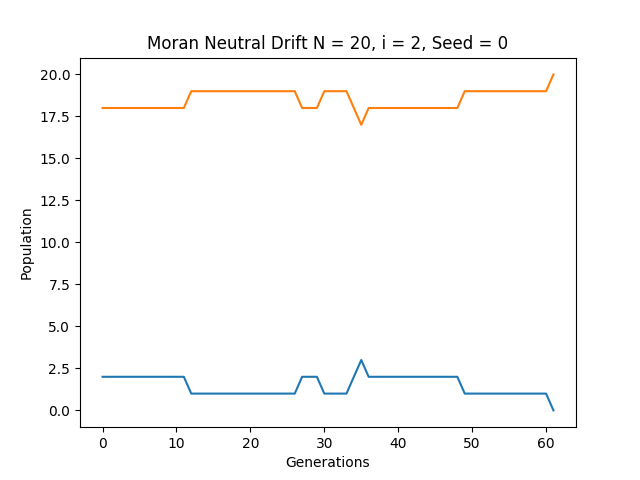 Moran Neutral Drift N = 20, i = 2, Seed = 0
20.0
17.5
15.0
12.5
10.0
7.5
5.0
2.5
0.0
Population
0 10 20 30 40 50 60
Generations